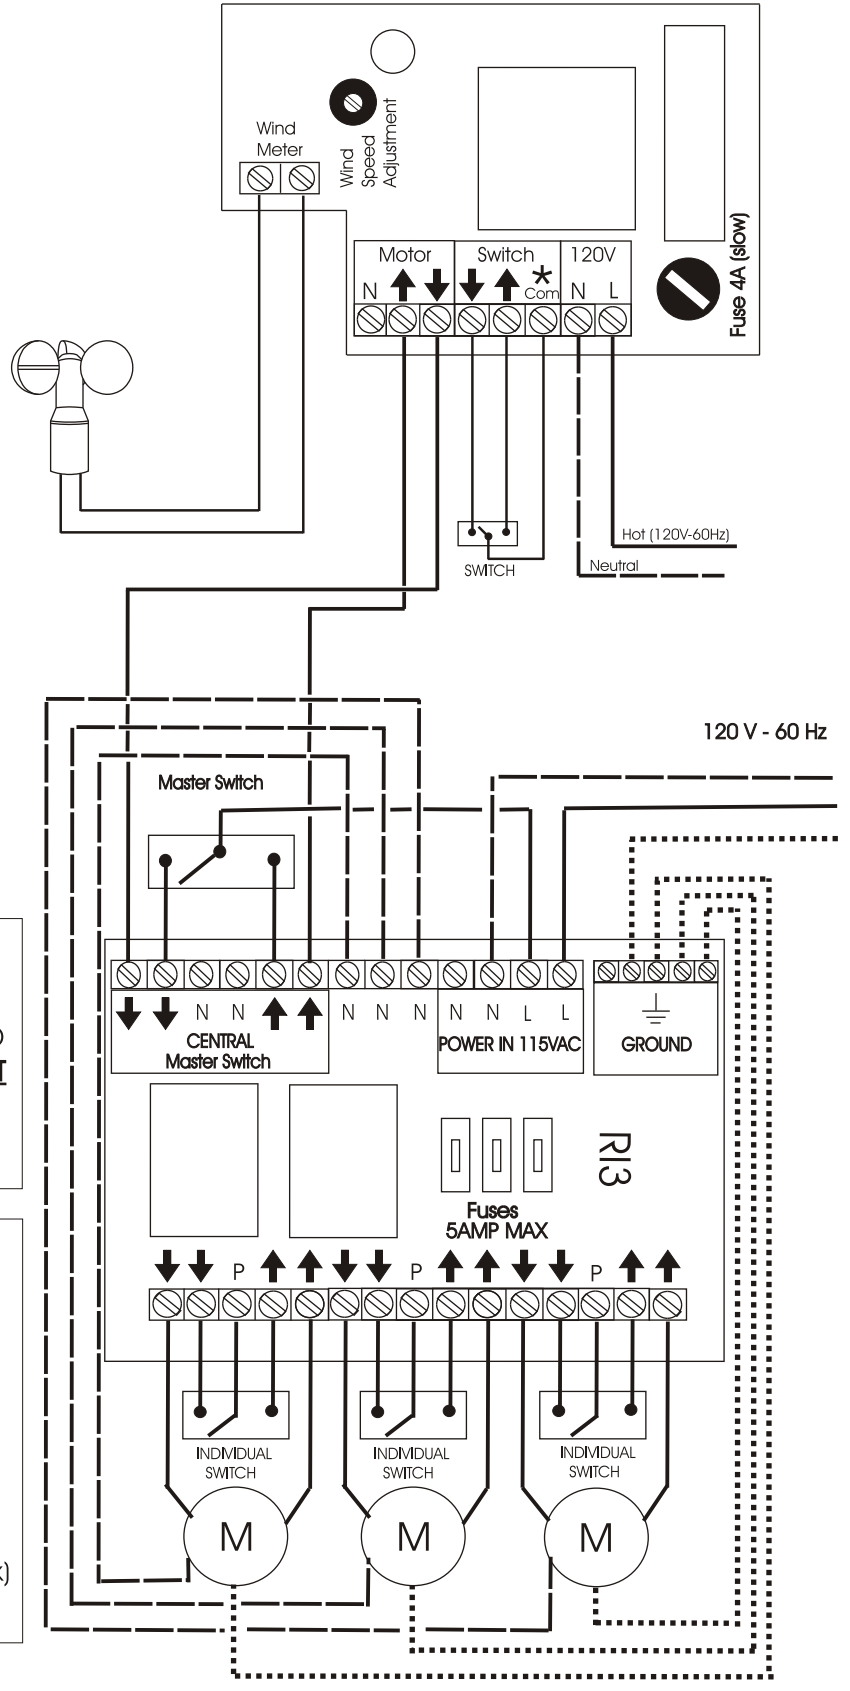 Wind
Meter
Wind
Speed
Adjustment
Motor
Switch
120V
N
*
Com
N
L
Fuse 4A (slow)
SWITCH
Hot (120V-60Hz)
Neutral
120 V - 60 Hz
Master Switch
N
N
N
N
N
N
N
L
L
CENTRAL
Master Switch
POWER IN 115VAC
GROUND
RI3
Fuses
5AMP MAX
P
P
P
INDIVIDUAL
SWITCH
INDIVIDUAL
SWITCH
INDIVIDUAL
SWITCH
M
M
M